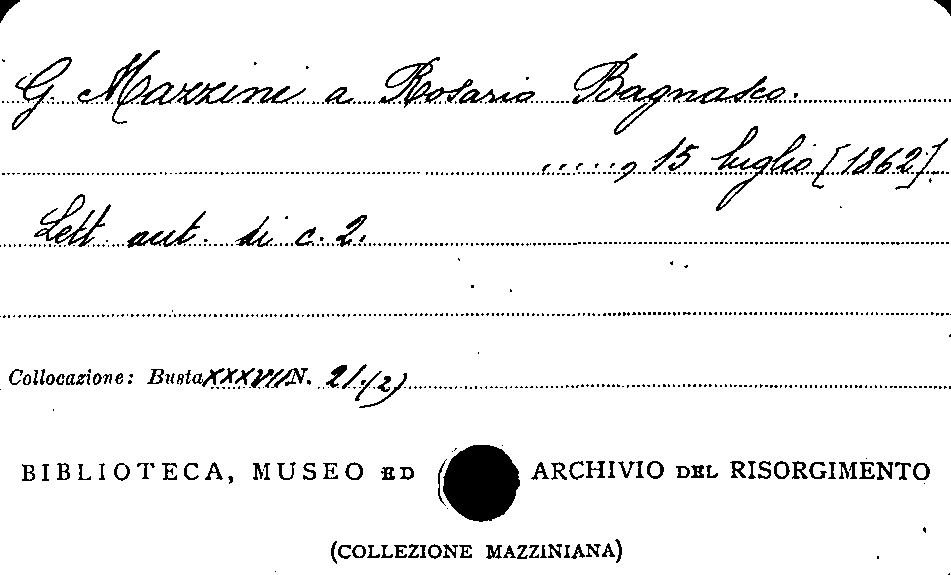 G. Mazzini a Rosario Bagnasco.
....., 15 luglio [1862].
Lett. aut. di c. 2.
Collocazione: Busta XXXVII N. 21.(2)
BIBLIOTECA, MUSEO ED ARCHIVIO DEL RISORGIMENTO
(COLLEZIONE MAZZINIANA)